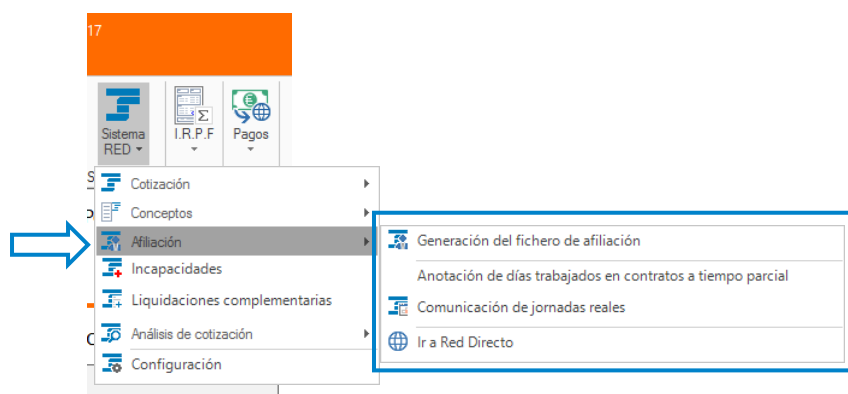 17
Sistema
RED
I.R.P.F
Pagos
Cotización
Conceptos
Afiliación
Incapacidades
Liquidaciones complementarias
Análisis de cotización
Configuración
Generación del fichero de afiliación
Anotación de días trabajados en contratos a tiempo parcial
Comunicación de jornadas reales
Ir a Red Directo